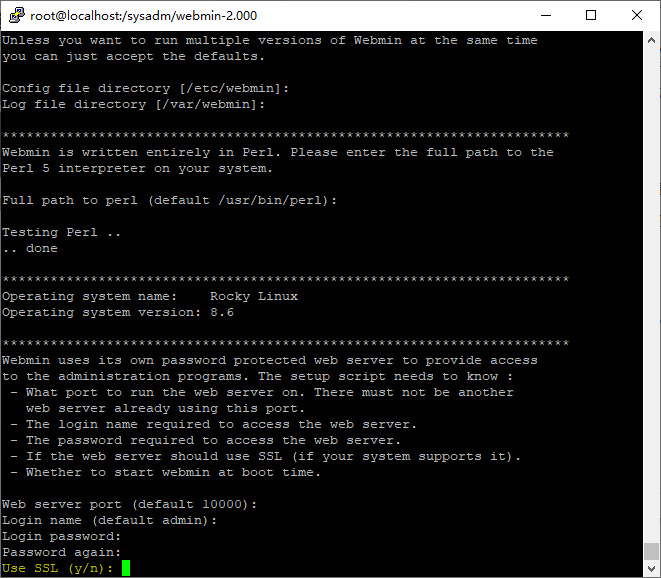 root@localhost:/sysadm/webmin-2.000
Unless you want to run multiple versions of Webmin at the same time
you can just accept the defaults.
Config file directory [/etc/webmin]:
Log file directory [/var/webmin]:
***********************************************************************
Webmin is written entirely in Perl. Please enter the full path to the
Perl 5 interpreter on your system.
Full path to perl (default /usr/bin/perl):
Testing Perl ..
.. done
***********************************************************************
Operating system name:    Rocky Linux
Operating system version: 8.6
***********************************************************************
Webmin uses its own password protected web server to provide access
to the administration programs. The setup script needs to know :
 - What port to run the web server on. There must not be another
   web server already using this port.
 - The login name required to access the web server.
 - The password required to access the web server.
 - If the web server should use SSL (if your system supports it).
 - Whether to start webmin at boot time.
Web server port (default 10000):
Login name (default admin):
Login password:
Password again:
Use SSL (y/n):